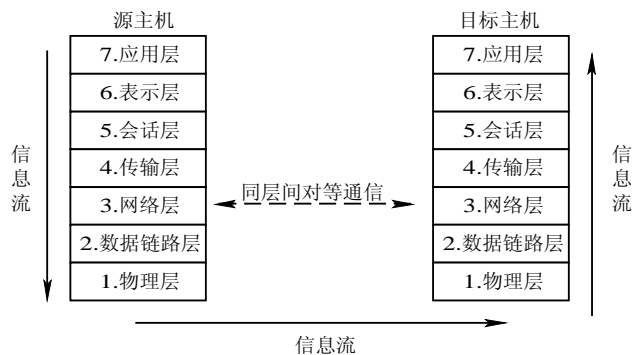 源主机
目标主机
7.应用层
7.应用层
6.表示层
6.表示层
5.会话层
5.会话层
4.传输层
4.传输层
3.网络层
3.网络层
2.数据链路层
2.数据链路层
1.物理层
1.物理层
信息流
同层间对等通信
信息流
信息流